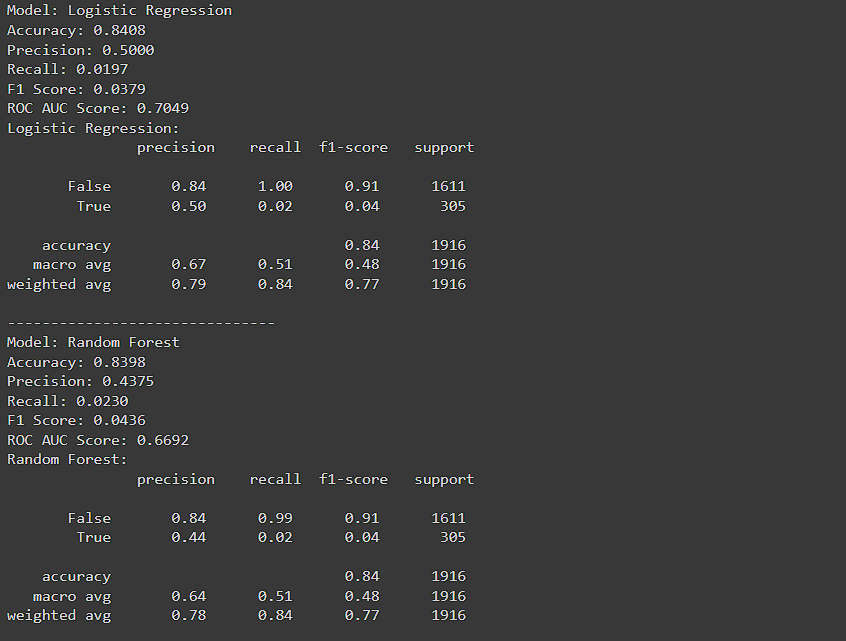 Model: Logistic Regression
Accuracy: 0.8408
Precision: 0.5000
Recall: 0.0197
F1 Score: 0.0379
ROC AUC Score: 0.7049
Logistic Regression:
              precision    recall  f1-score   support

       False       0.84      1.00      0.91      1611
        True       0.50      0.02      0.04       305

    accuracy                           0.84      1916
   macro avg       0.67      0.51      0.48      1916
weighted avg       0.79      0.84      0.77      1916

-------------------------------
Model: Random Forest
Accuracy: 0.8398
Precision: 0.4375
Recall: 0.0230
F1 Score: 0.0436
ROC AUC Score: 0.6692
Random Forest:
              precision    recall  f1-score   support

       False       0.84      0.99      0.91      1611
        True       0.44      0.02      0.04       305

    accuracy                           0.84      1916
   macro avg       0.64      0.51      0.48      1916
weighted avg       0.78      0.84      0.77      1916